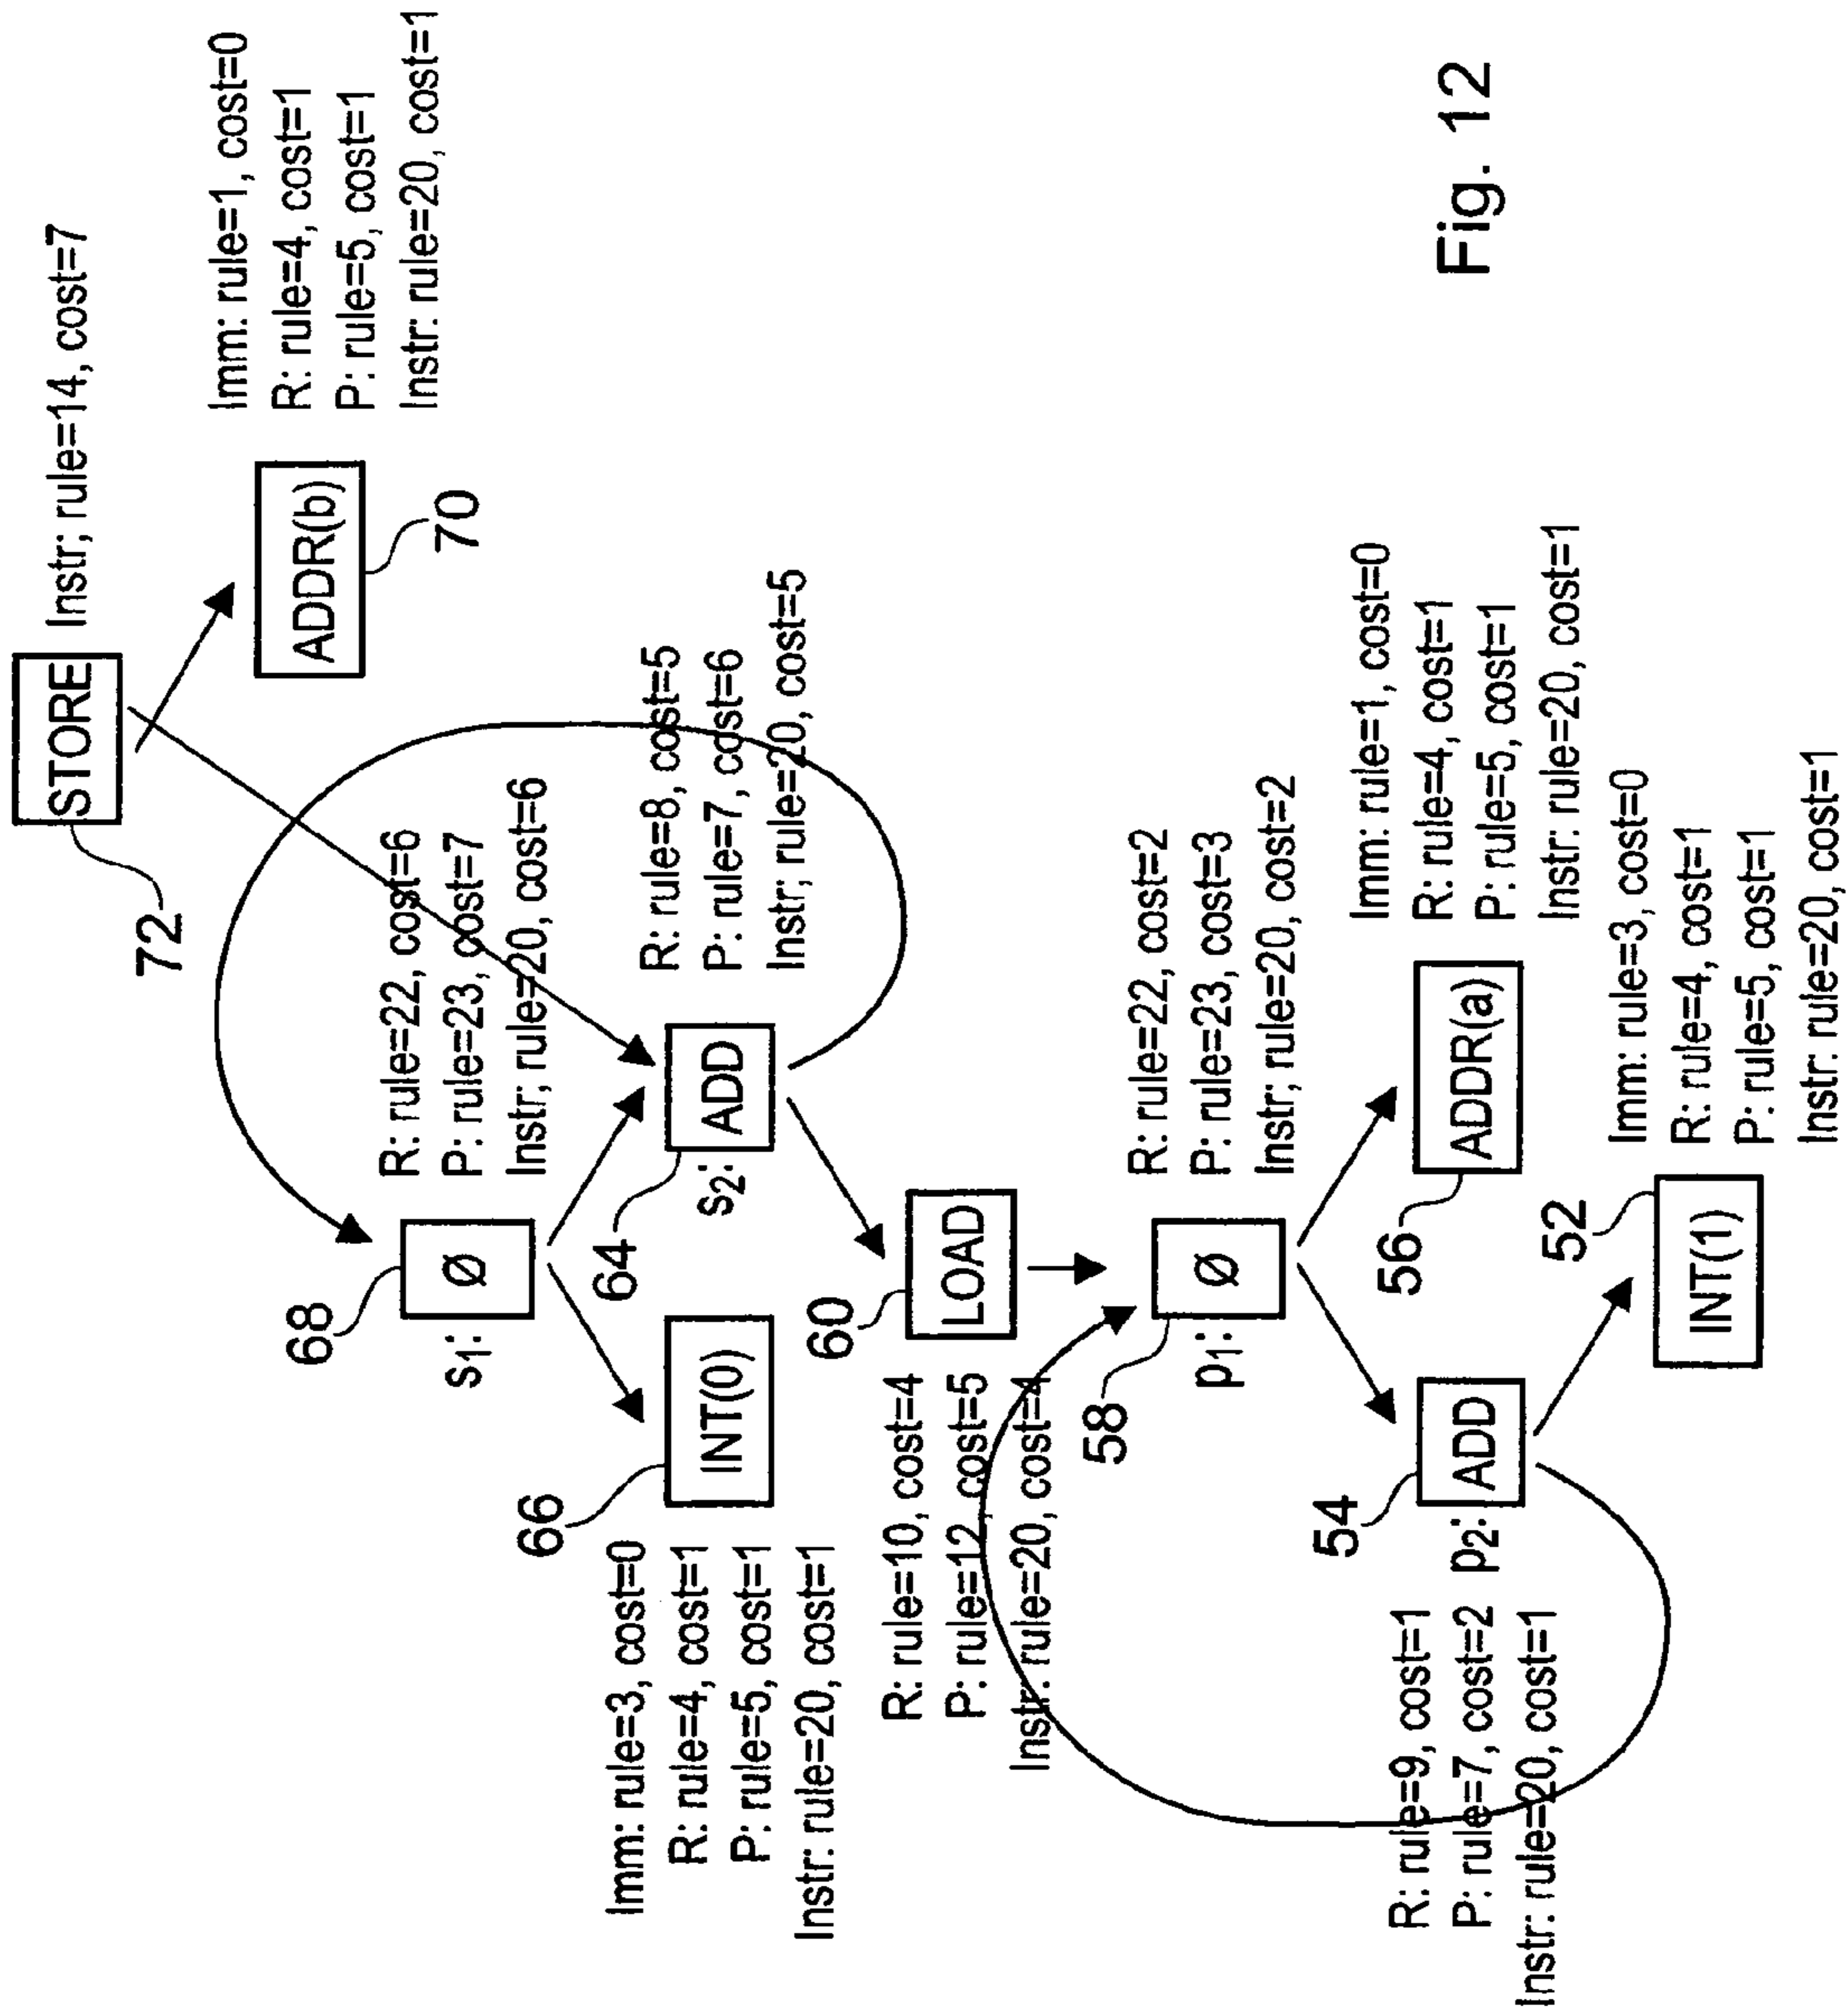 STORE
Instr; rule=14, cost=7
72
ADDR(b)
70
Imm: rule=1, cost=0
R: rule=4, cost=1
P: rule=5, cost=1
Instr: rule=20, cost=1
68
s1:
Ø
R: rule=22, cost=6
P: rule=23, cost=7
Instr; rule=20, cost=6
66
INT(0)
Imm: rule=3, cost=0
R: rule=4, cost=1
P: rule=5, cost=1
Instr: rule=20, cost=1
64
s2:
ADD
R: rule=8, cost=5
P: rule=7, cost=6
Instr; rule=20, cost=5
60
LOAD
R: rule=10, cost=4
P: rule=12, cost=5
Instr: rule=20, cost=4
58
p1:
Ø
R: rule=22, cost=2
P: rule=23, cost=3
Instr; rule=20, cost=2
54
p2:
ADD
R: rule=9, cost=1
P: rule=7, cost=2
Instr: rule=20, cost=1
56
ADDR(a)
Imm: rule=1, cost=0
R: rule=4, cost=1
P: rule=5, cost=1
Instr: rule=20, cost=1
52
INT(1)
Imm: rule=3, cost=0
R: rule=4, cost=1
P: rule=5, cost=1
Instr: rule=20, cost=1
Fig. 12